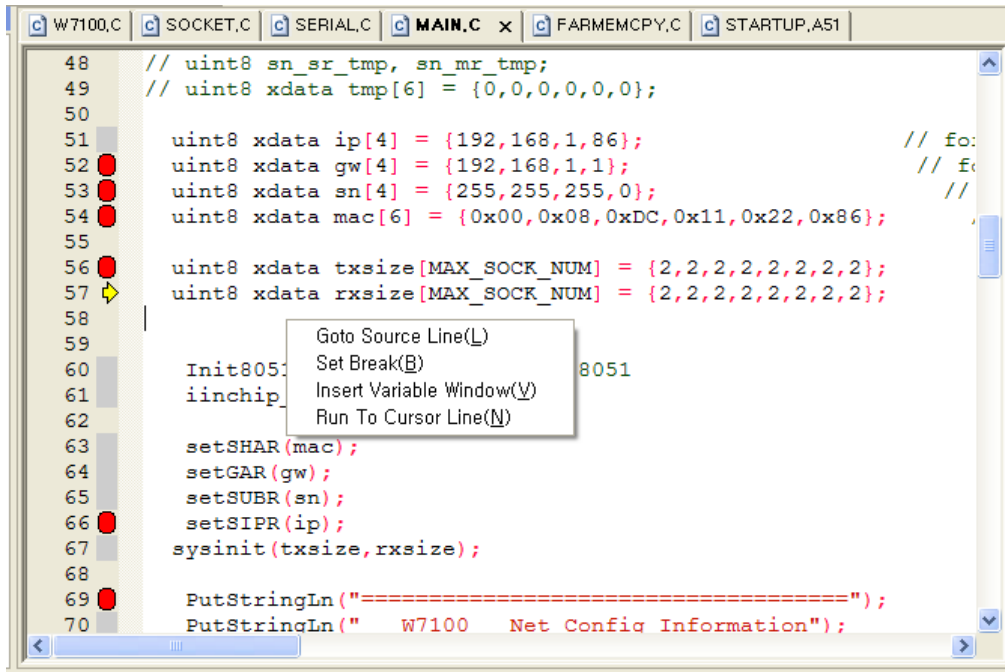 W7100.C SOCKET.C SERIAL.C MAIN.C x FARMEMCPY.C STARTUP.A51
48 // uint8 sn_sr_tmp, sn_mr_tmp;
49 // uint8 xdata tmp[6] = {0,0,0,0,0,0};
50
51 uint8 xdata ip[4] = {192,168,1,86}; // for
52 uint8 xdata gw[4] = {192,168,1,1}; // fo
53 uint8 xdata sn[4] = {255,255,255,0}; //
54 uint8 xdata mac[6] = {0x00,0x08,0xDC,0x11,0x22,0x86};
55
56 uint8 xdata txsize[MAX_SOCK_NUM] = {2,2,2,2,2,2,2,2};
57 uint8 xdata rxsize[MAX_SOCK_NUM] = {2,2,2,2,2,2,2,2};
58
59
Goto Source Line(L)
60 Init8051 8051
Set Break(B)
61 iinchip_
Insert Variable Window(V)
62
Run To Cursor Line(N)
63 setSHAR(mac);
64 setGAR(gw);
65 setSUBR(sn);
66 setSIPR(ip);
67 sysinit(txsize,rxsize);
68
69 PutStringLn("====================================");
70 PutStringLn("   W7100   Net Config Information");